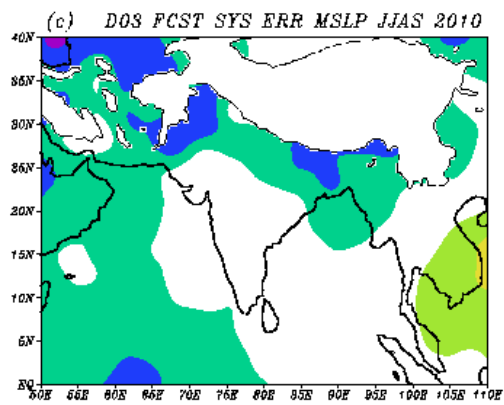 (c) D03 FCST SYS ERR MSLP JJAS 2010
40N
35N
30N
25N
20N
15N
10N
5N
EQ
50E 55E 60E 65E 70E 75E 80E 85E 90E 95E 100E 105E 110E